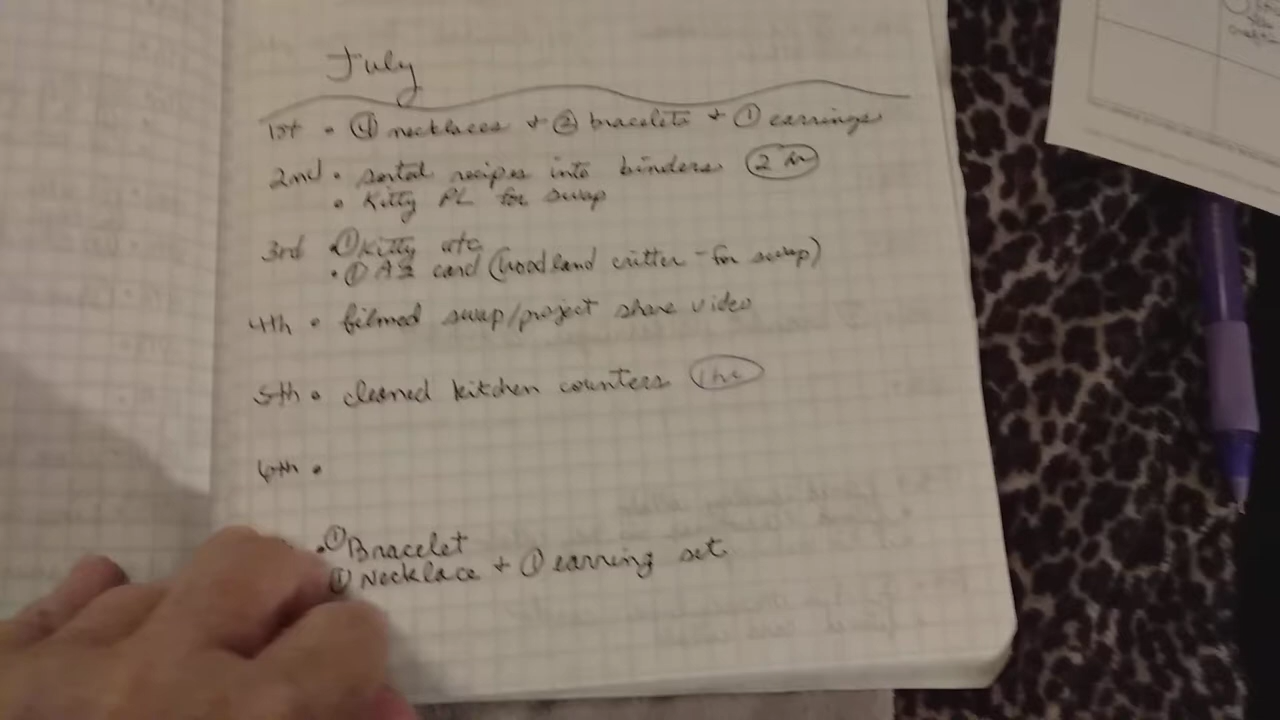 July
1st • ④ necklaces + ② bracelets + ① earrings
2nd • sorted recipes into binders (2 hr)
• Kitty PL for swap
3rd • ① Kitty atc
• ① A2 card (woodland critter - for swap)
4th • filmed swap/project share video
5th • cleaned kitchen counters (1 hr)
6th •
• ① Bracelet
① Necklace + ① earring set